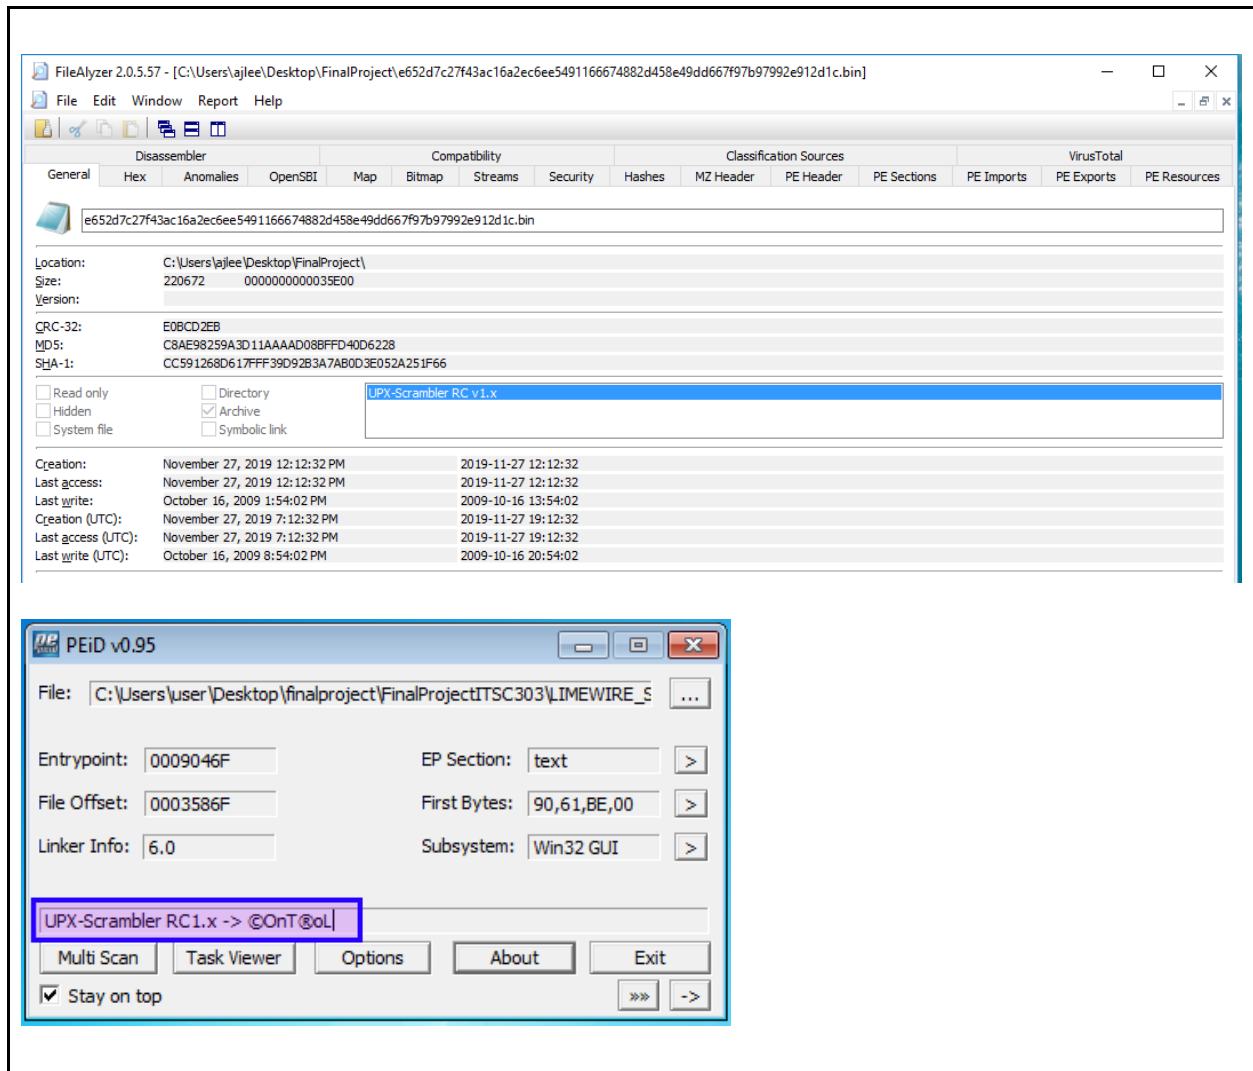 FileAlyzer 2.0.5.57 - [C:\Users\ajlee\Desktop\FinalProject\e652d7c27f43ac16a2ec6ee5491166674882d458e49dd667f97b97992e912d1c.bin]
File Edit Window Report Help
Disassembler Compatibility Classification Sources VirusTotal
General Hex Anomalies OpenSBI Map Bitmap Streams Security Hashes MZ Header PE Header PE Sections PE Imports PE Exports PE Resources
e652d7c27f43ac16a2ec6ee5491166674882d458e49dd667f97b97992e912d1c.bin
Location: C:\Users\ajlee\Desktop\FinalProject\
Size: 220672 0000000000035E00
Version:
CRC-32: E0BCD2EB
MD5: C8AE98259A3D11AAAAD08BFFD40D6228
SHA-1: CC591268D617FFF39D92B3A7AB0D3E052A251F66
Read only Directory UPX-Scrambler RC v1.x
Hidden Archive
System file Symbolic link
Creation: November 27, 2019 12:12:32 PM 2019-11-27 12:12:32
Last access: November 27, 2019 12:12:32 PM 2019-11-27 12:12:32
Last write: October 16, 2009 1:54:02 PM 2009-10-16 13:54:02
Creation (UTC): November 27, 2019 7:12:32 PM 2019-11-27 19:12:32
Last access (UTC): November 27, 2019 7:12:32 PM 2019-11-27 19:12:32
Last write (UTC): October 16, 2009 8:54:02 PM 2009-10-16 20:54:02
PEiD v0.95
File: C:\Users\user\Desktop\finalproject\FinalProjectITSC303\LIMEWIRE_S ...
Entrypoint: 0009046F EP Section: text >
File Offset: 0003586F First Bytes: 90,61,BE,00 >
Linker Info: 6.0 Subsystem: Win32 GUI >
UPX-Scrambler RC1.x -> ©OnT®oL
Multi Scan Task Viewer Options About Exit
Stay on top »» ->